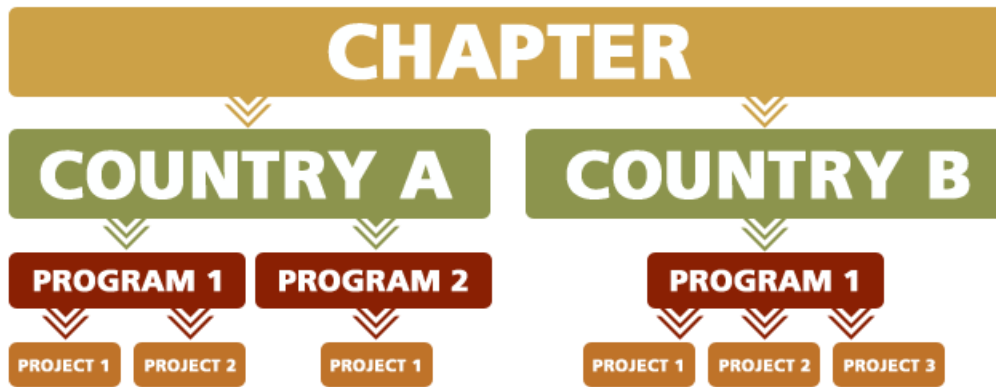 CHAPTER
COUNTRY A COUNTRY B
PROGRAM 1 PROGRAM 2 PROGRAM 1
PROJECT 1 PROJECT 2 PROJECT 1 PROJECT 1 PROJECT 2 PROJECT 3